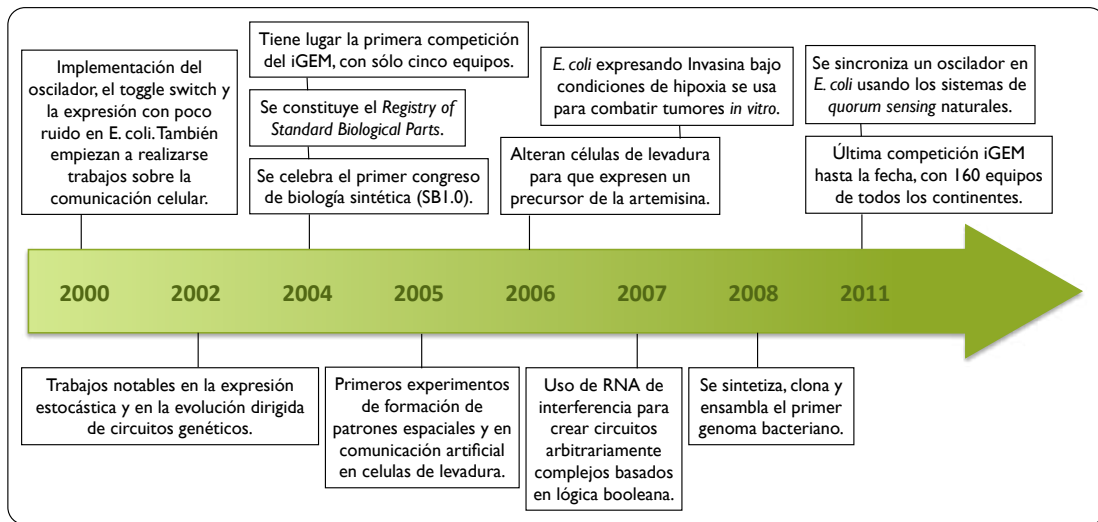 Implementación del
oscilador, el toggle switch y
la expresión con poco
ruido en E. coli. También
empiezan a realizarse
trabajos sobre la
comunicación celular.
Tiene lugar la primera competición
del iGEM, con sólo cinco equipos.
Se constituye el Registry of
Standard Biological Parts.
Se celebra el primer congreso
de biología sintética (SB1.0).
E. coli expresando Invasina bajo
condiciones de hipoxia se usa
para combatir tumores in vitro.
Alteran células de levadura
para que expresen un
precursor de la artemisina.
Se sincroniza un oscilador en
E. coli usando los sistemas de
quorum sensing naturales.
Última competición iGEM
hasta la fecha, con 160 equipos
de todos los continentes.
2000 2002 2004 2005 2006 2007 2008 2011
Trabajos notables en la expresión
estocástica y en la evolución dirigida
de circuitos genéticos.
Primeros experimentos
de formación de
patrones espaciales y en
comunicación artificial
en celulas de levadura.
Uso de RNA de
interferencia para
crear circuitos
arbitrariamente
complejos basados
en lógica booleana.
Se sintetiza, clona y
ensambla el primer
genoma bacteriano.